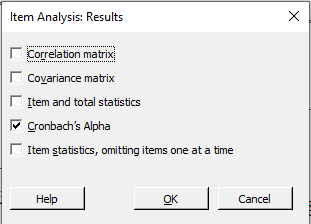 Item Analysis: Results
Correlation matrix
Covariance matrix
Item and total statistics
Cronbach's Alpha
Item statistics, omitting items one at a time
Help
OK
Cancel